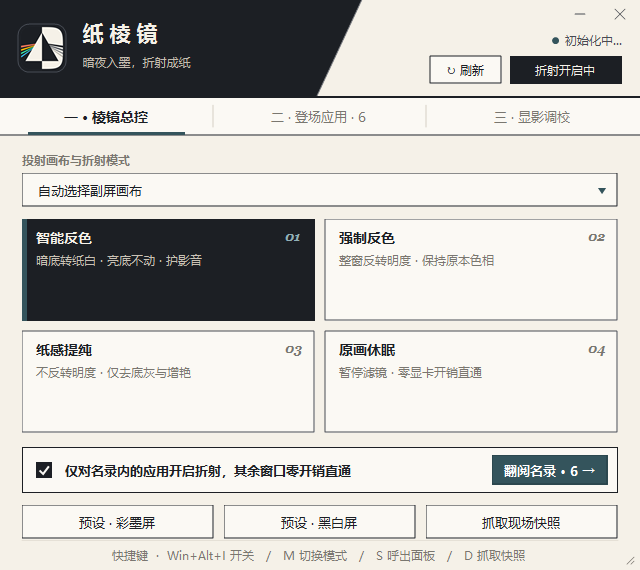 纸棱镜
暗夜入墨，折射成纸
● 初始化中...
↻ 刷新
折射开启中
一 · 棱镜总控
二 · 登场应用 · 6
三 · 显影调校
投射画布与折射模式
自动选择副屏画布
智能反色 01
暗底转纸白 · 亮底不动 · 护影音
强制反色 02
整窗反转明度 · 保持原本色相
纸感提纯 03
不反转明度 · 仅去底灰与增艳
原画休眠 04
暂停滤镜 · 零显卡开销直通
仅对名录内的应用开启折射，其余窗口零开销直通
翻阅名录 · 6 →
预设 · 彩墨屏
预设 · 黑白屏
抓取现场快照
快捷键 · Win+Alt+I 开关 / M 切换模式 / S 呼出面板 / D 抓取快照